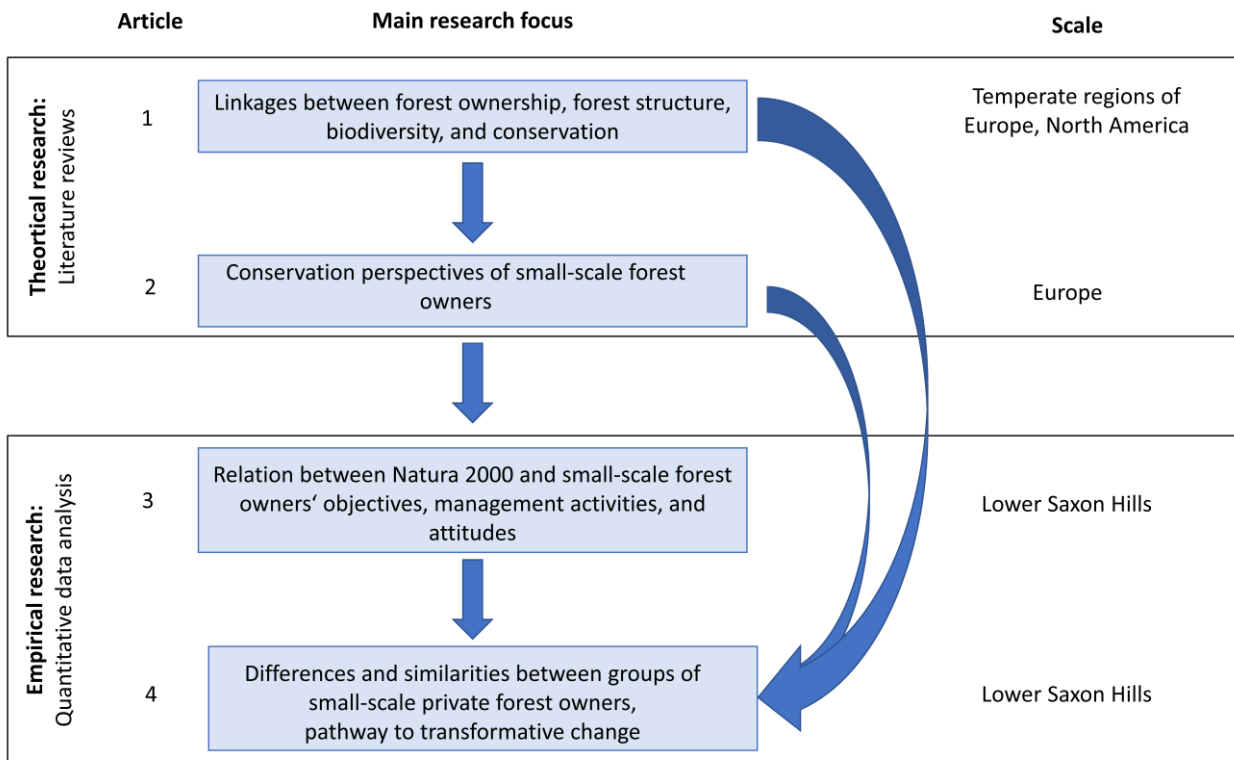 Article
Main research focus
Scale
Theortical research:
Literature reviews
1
Linkages between forest ownership, forest structure,
biodiversity, and conservation
Temperate regions of
Europe, North America
2
Conservation perspectives of small-scale forest
owners
Europe
Empirical research:
Quantitative data analysis
3
Relation between Natura 2000 and small-scale forest
owners‘ objectives, management activities, and
attitudes
Lower Saxon Hills
4
Differences and similarities between groups of
small-scale private forest owners,
pathway to transformative change
Lower Saxon Hills